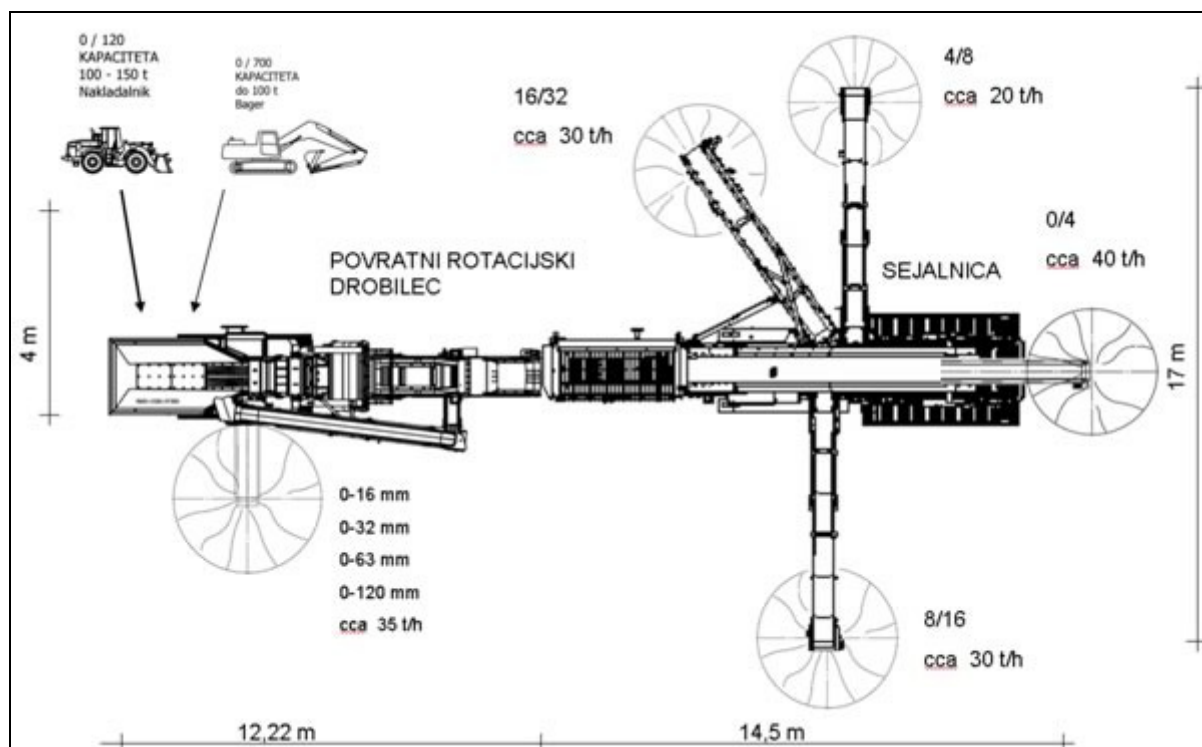 0 / 120
KAPACITETA
100 - 150 t
Nakladalnik
0 / 700
KAPACITETA
do 100 t
Bager
16/32
cca 30 t/h
4/8
cca 20 t/h
0/4
cca 40 t/h
POVRATNI ROTACIJSKI
DROBILEC
SEJALNICA
4 m
17 m
0-16 mm
0-32 mm
0-63 mm
0-120 mm
cca 35 t/h
8/16
cca 30 t/h
12,22 m
14,5 m